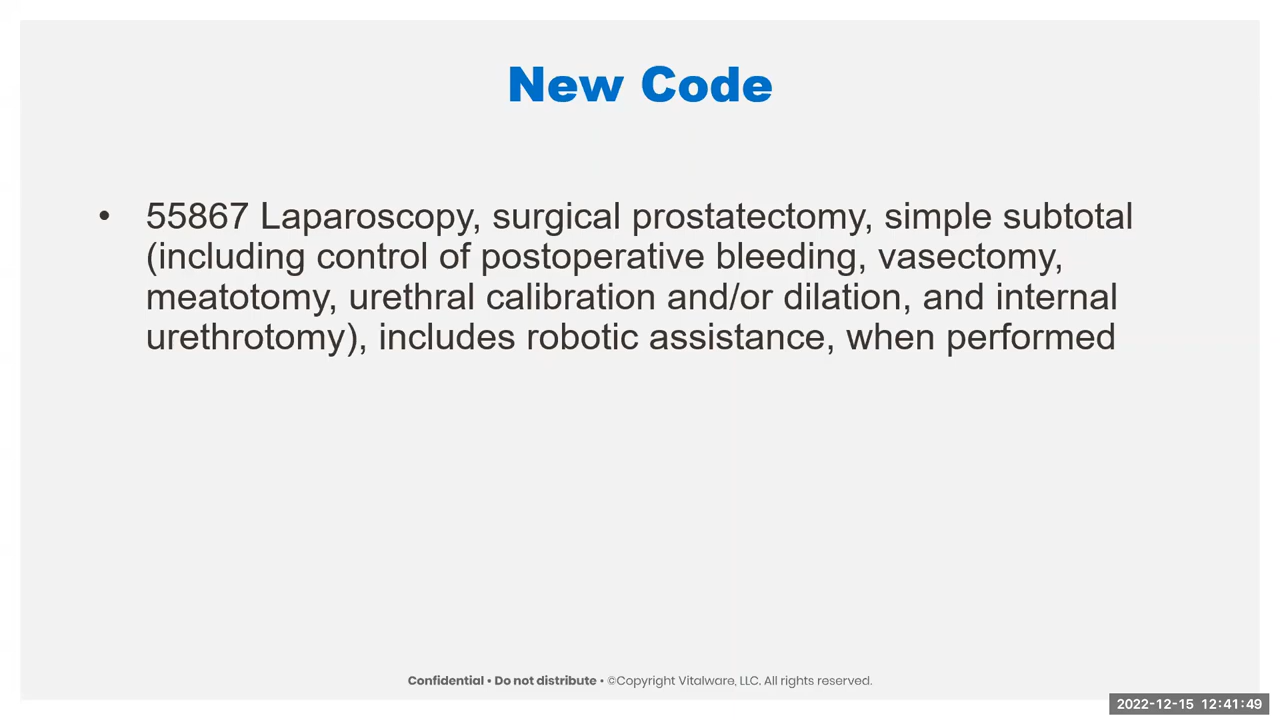 New Code
• 55867 Laparoscopy, surgical prostatectomy, simple subtotal
(including control of postoperative bleeding, vasectomy,
meatotomy, urethral calibration and/or dilation, and internal
urethrotomy), includes robotic assistance, when performed
Confidential • Do not distribute • ©Copyright Vitalware, LLC. All rights reserved.
2022-12-15 12:41:49